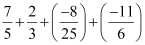 7/5 + 2/3 + (-8/25) + (-11/6)